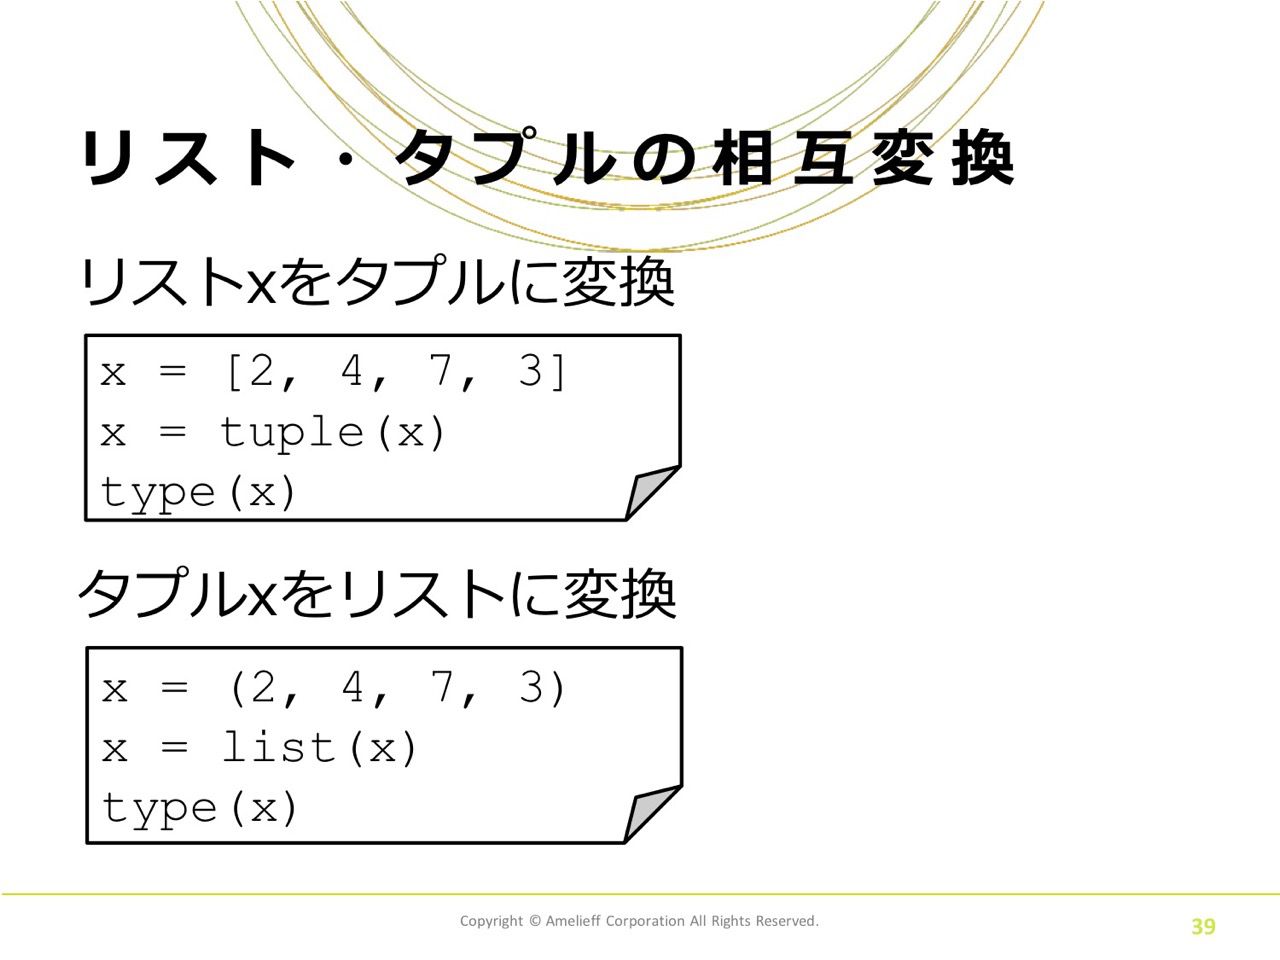 リスト・タプルの相互変換
リストxをタプルに変換
x = [2, 4, 7, 3]
x = tuple(x)
type(x)
タプルxをリストに変換
x = (2, 4, 7, 3)
x = list(x)
type(x)
Copyright © Amelieff Corporation All Rights Reserved.
39